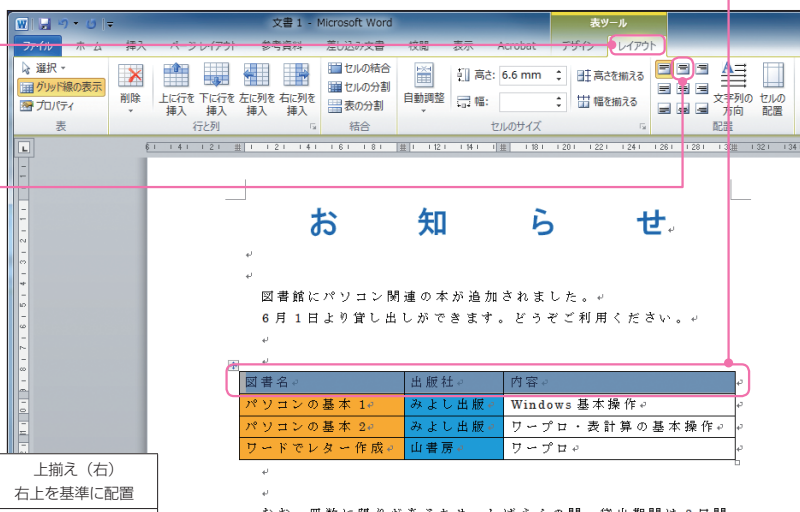 文書 1 - Microsoft Word
表ツール
ファイル ホーム 挿入 ページ レイアウト 参考資料 差し込み文書 校閲 表示 Acrobat デザイン レイアウト
選択
グリッド線の表示
プロパティ
表
削除
上に行を挿入
下に行を挿入
左に列を挿入
右に列を挿入
行と列
セルの結合
セルの分割
表の分割
結合
自動調整
高さ: 6.6 mm
幅:
高さを揃える
幅を揃える
セルのサイズ
文字列の方向
セルの配置
配置
お知らせ
図書館にパソコン関連の本が追加されました。
6月1日より貸し出しができます。どうぞご利用ください。
図書名 出版社 内容
パソコンの基本 1 みよし出版 Windows 基本操作
パソコンの基本 2 みよし出版 ワープロ・表計算の基本操作
ワードでレター作成 山書房 ワープロ
上揃え（右）
右上を基準に配置